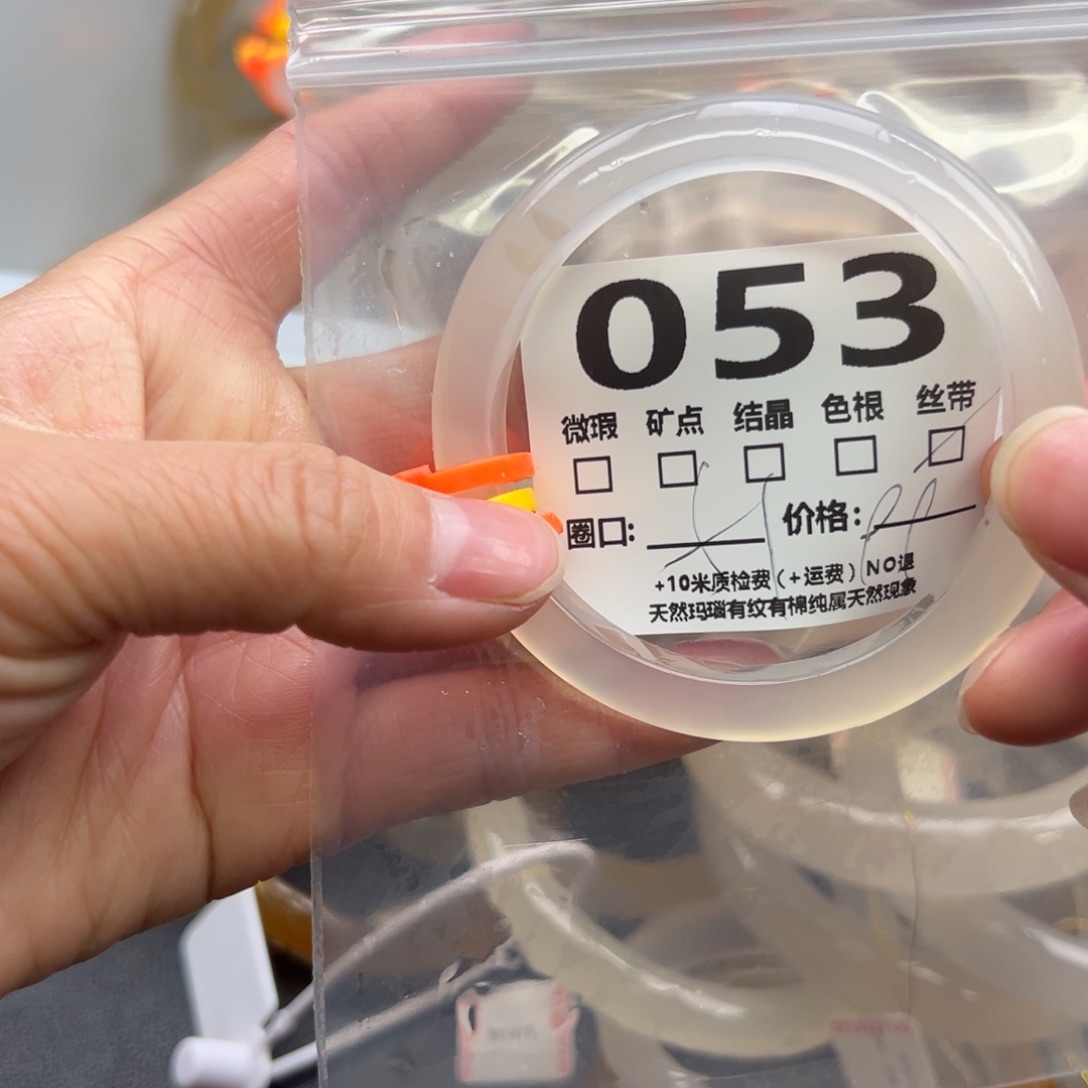 053
微瑕 矿点 结晶 色根 丝带
圈口: 价格:
+10米质检费(+运费)NO退
天然玛瑙有纹有棉纯属天然现象